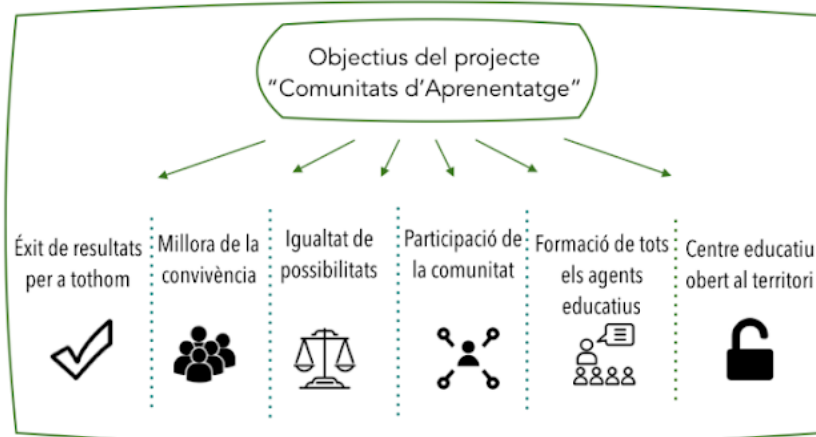 Objectius del projecte
“Comunitats d’Aprenentatge”
Éxit de resultats
per a tothom
Millora de la
convivència
Igualtat de
possibilitats
Participació de
la comunitat
Formació de tots
els agents
educatius
Centre educatiu
obert al territori